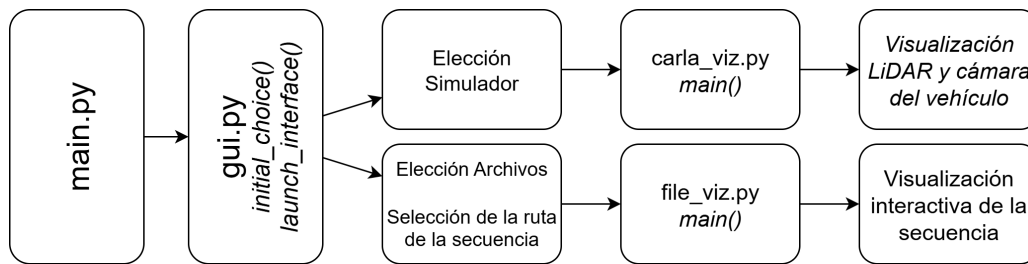 main.py
gui.py
initial_choice()
launch_interface()
Elección
Simulador
carla_viz.py
main()
Visualización
LiDAR y cámara
del vehículo
Elección Archivos
Selección de la ruta
de la secuencia
file_viz.py
main()
Visualización
interactiva de la
secuencia